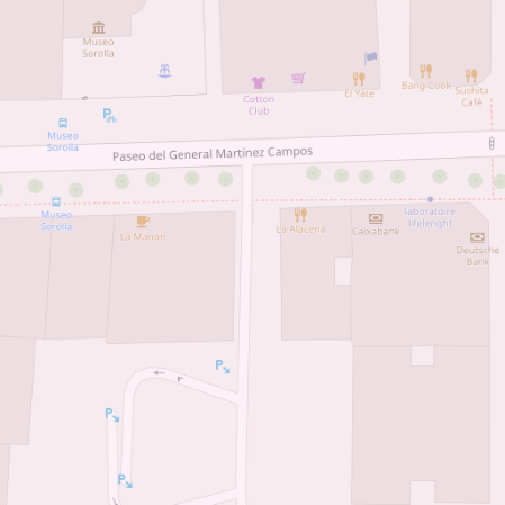 Museo
Sorolla
Cotton
Club
El Yate
Bang Cook
Sushita
Café
Museo
Sorolla
Paseo del General Martínez Campos
Museo
Sorolla
La Manon
La Alacena
Caixabank
laboratoire
lifelenght
Deutsche
Bank